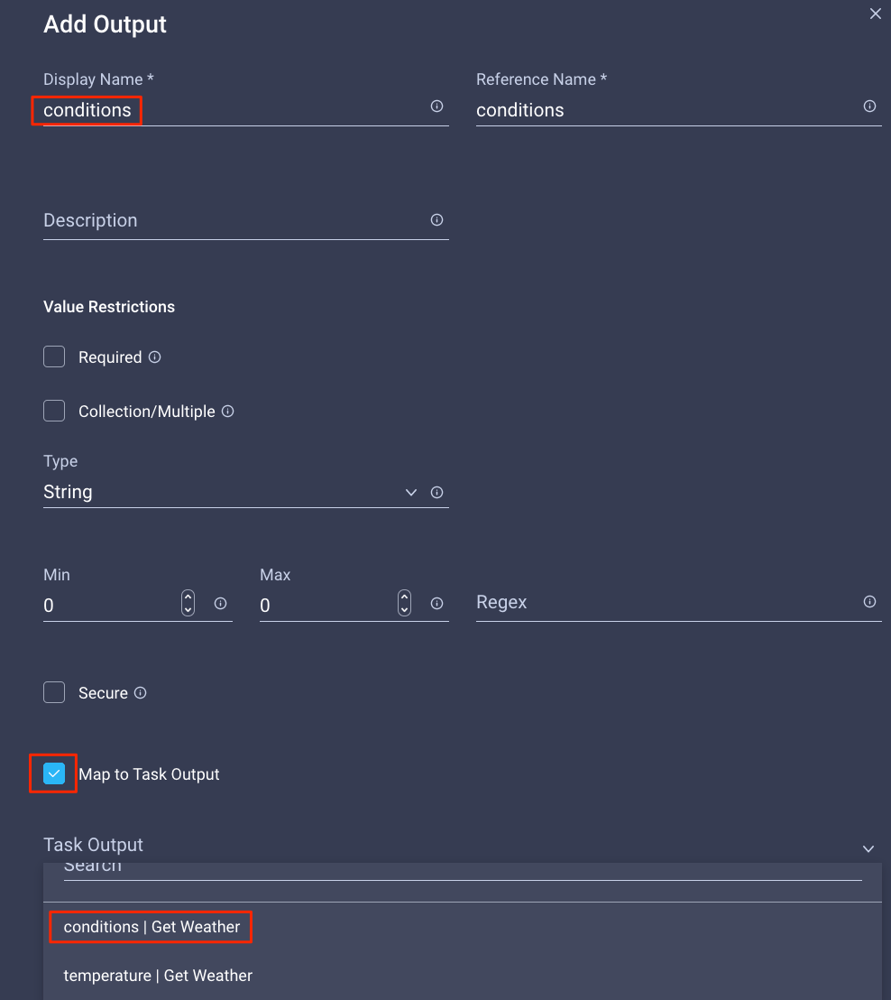 Add Output
Display Name *
Reference Name *
conditions
conditions
Description
Value Restrictions
Required
Collection/Multiple
Type
String
Min
Max
0
0
Regex
Secure
Map to Task Output
Task Output
Search
conditions | Get Weather
temperature | Get Weather